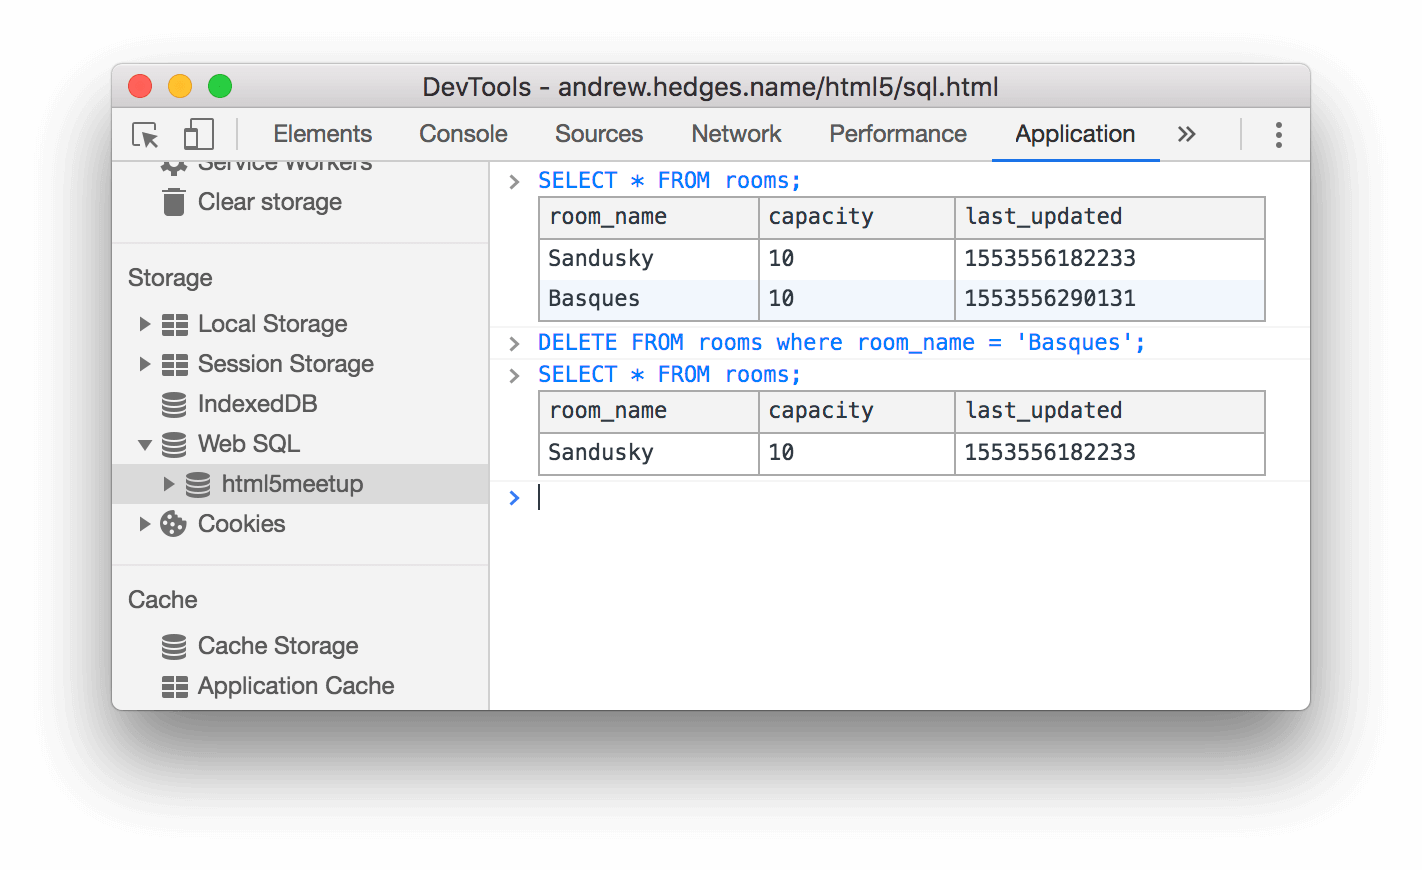 DevTools - andrew.hedges.name/html5/sql.html
Elements Console Sources Network Performance Application »
Service Workers
Clear storage
Storage
Local Storage
Session Storage
IndexedDB
Web SQL
html5meetup
Cookies
Cache
Cache Storage
Application Cache
> SELECT * FROM rooms;
room_name capacity last_updated
Sandusky 10 1553556182233
Basques 10 1553556290131
> DELETE FROM rooms where room_name = 'Basques';
> SELECT * FROM rooms;
room_name capacity last_updated
Sandusky 10 1553556182233
>